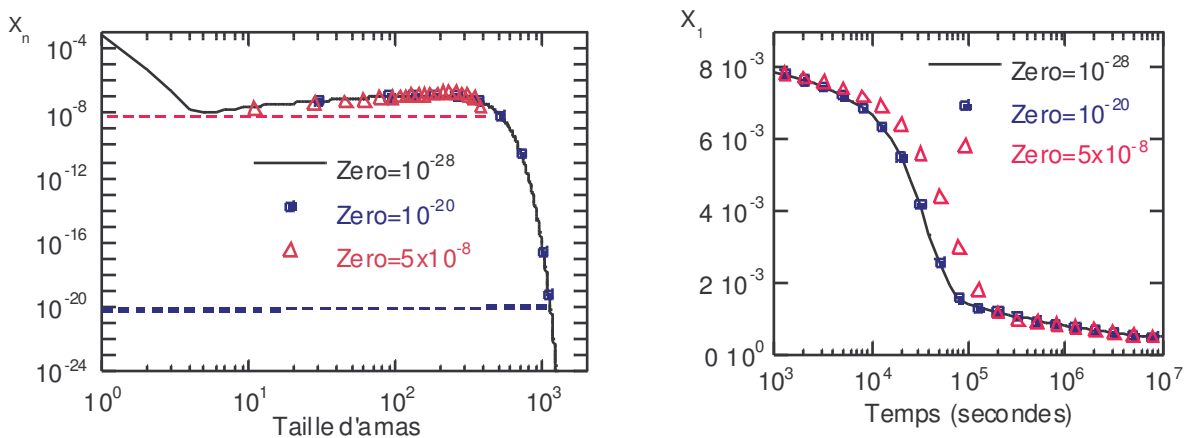 X_n
10^-4
10^-8
10^-12
10^-16
10^-20
10^-24
10^0
10^1
10^2
10^3
Taille d'amas
Zero=10^-28
Zero=10^-20
Zero=5x10^-8
X_1
8 10^-3
6 10^-3
4 10^-3
2 10^-3
0 10^0
10^3
10^4
10^5
10^6
10^7
Temps (secondes)
Zero=10^-28
Zero=10^-20
Zero=5x10^-8